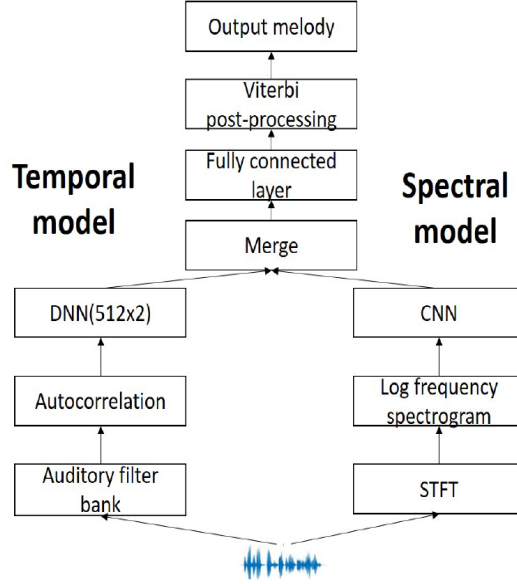 Output melody
Viterbi
post-processing
Fully connected
layer
Temporal
model
Spectral
model
Merge
DNN(512x2)
CNN
Autocorrelation
Log frequency
spectrogram
Auditory filter
bank
STFT